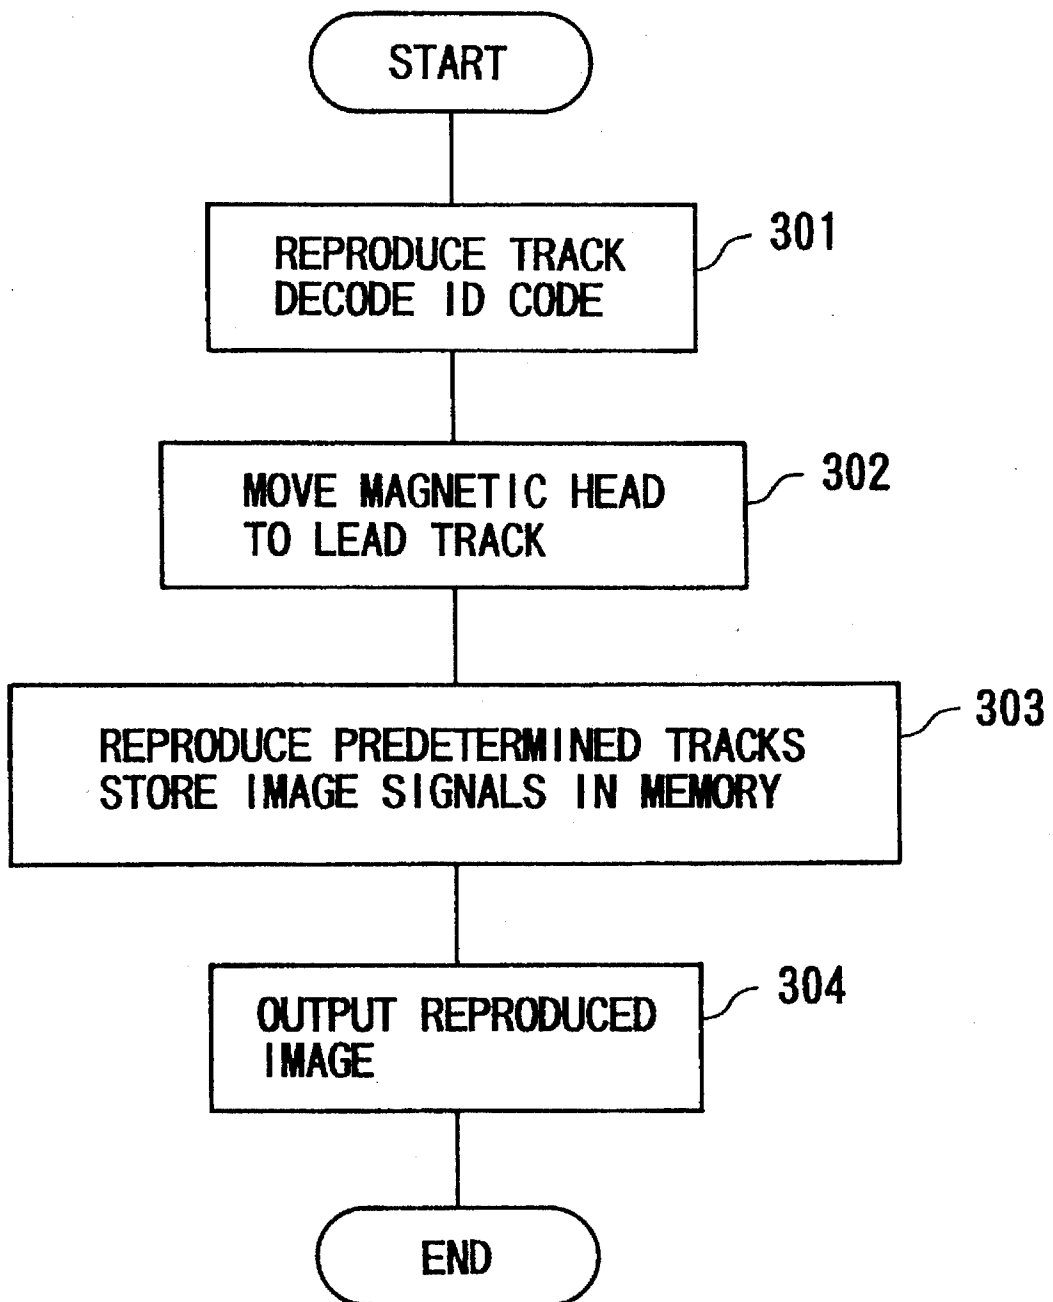 START
REPRODUCE TRACK
DECODE ID CODE
301
MOVE MAGNETIC HEAD
TO LEAD TRACK
302
REPRODUCE PREDETERMINED TRACKS
STORE IMAGE SIGNALS IN MEMORY
303
OUTPUT REPRODUCED
IMAGE
304
END